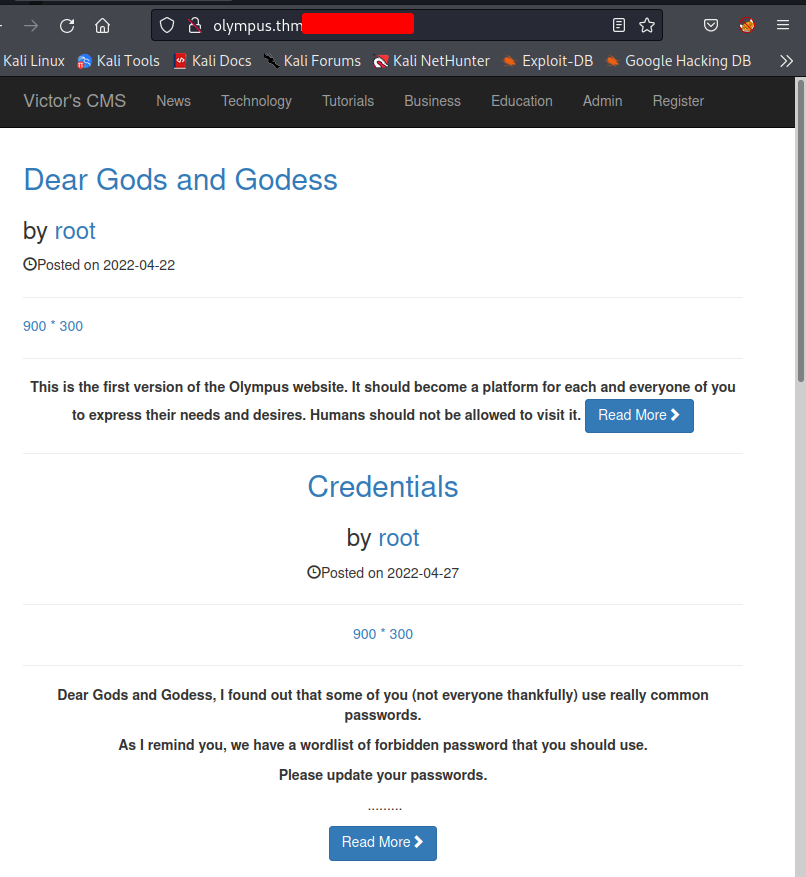 olympus.thm
Kali Linux Kali Tools Kali Docs Kali Forums Kali NetHunter Exploit-DB Google Hacking DB
Victor's CMS News Technology Tutorials Business Education Admin Register
Dear Gods and Godess
by root
Posted on 2022-04-22
900 * 300
This is the first version of the Olympus website. It should become a platform for each and everyone of you
to express their needs and desires. Humans should not be allowed to visit it. Read More
Credentials
by root
Posted on 2022-04-27
900 * 300
Dear Gods and Godess, I found out that some of you (not everyone thankfully) use really common
passwords.
As I remind you, we have a wordlist of forbidden password that you should use.
Please update your passwords.
.........
Read More